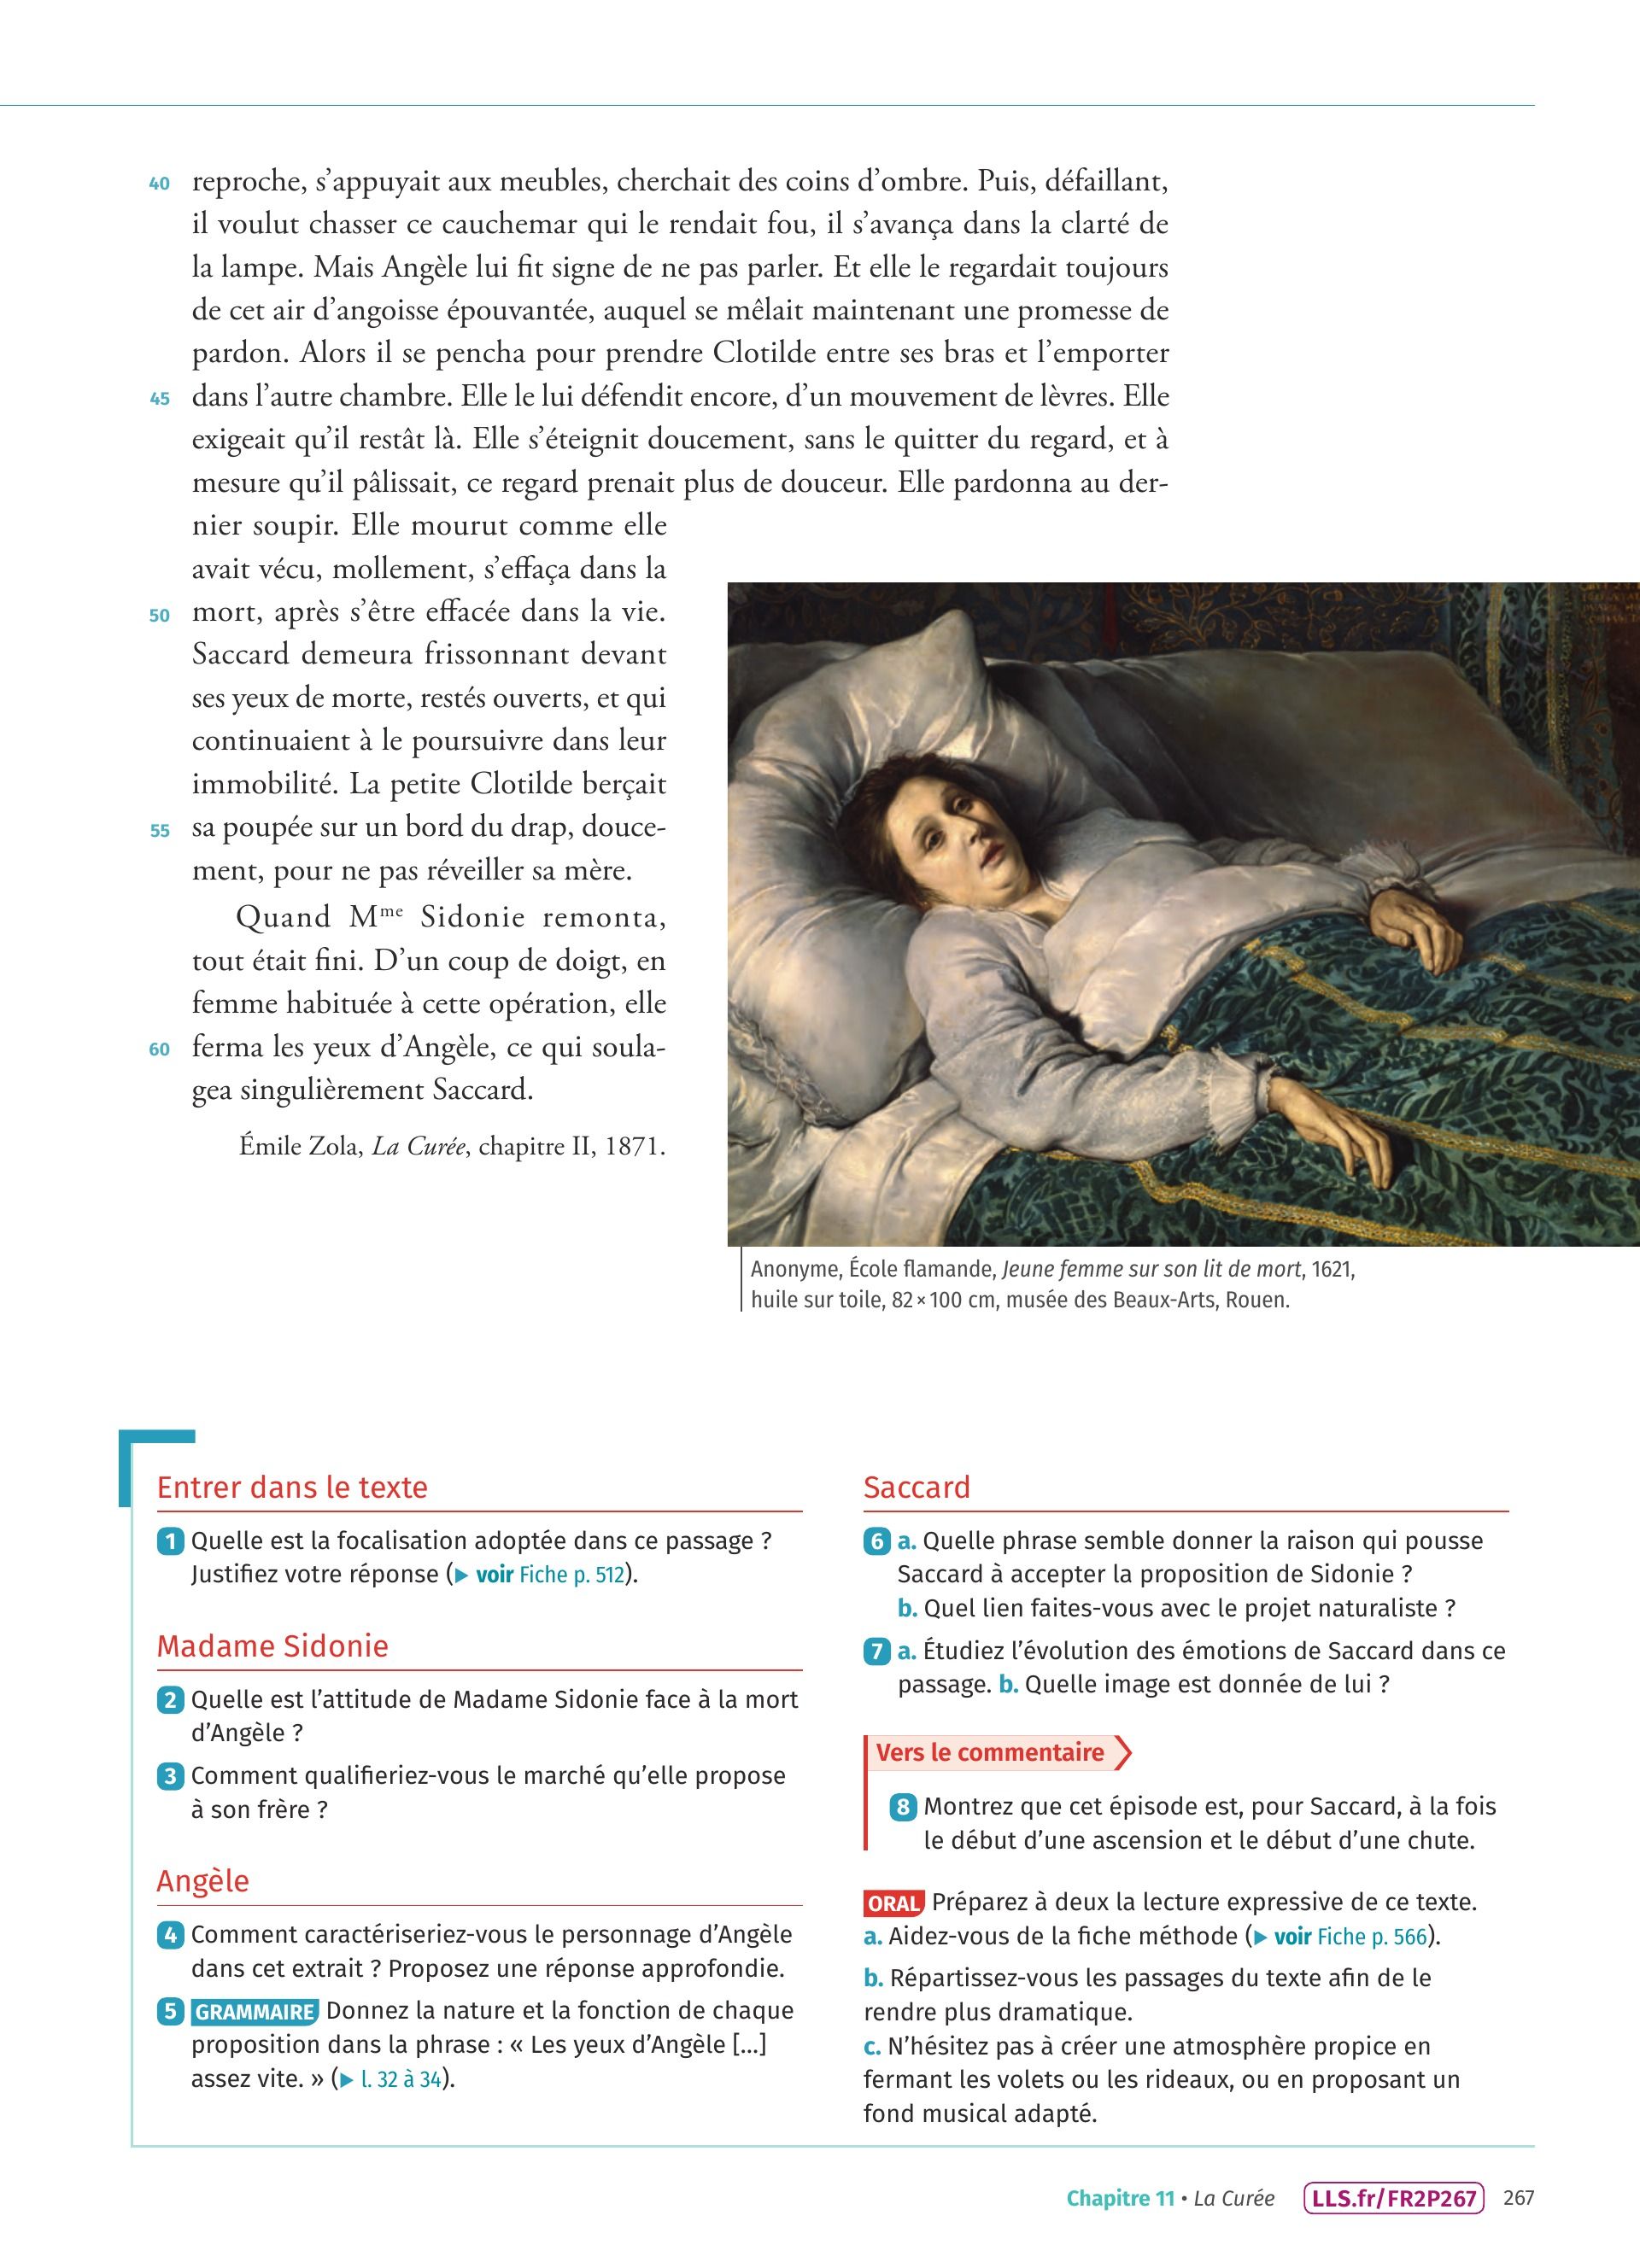 40 reproche, s’appuyait aux meubles, cherchait des coins d’ombre. Puis, défaillant,
il voulut chasser ce cauchemar qui le rendait fou, il s’avança dans la clarté de
la lampe. Mais Angèle lui fit signe de ne pas parler. Et elle le regardait toujours
de cet air d’angoisse épouvantée, auquel se mêlait maintenant une promesse de
pardon. Alors il se pencha pour prendre Clotilde entre ses bras et l’emporter
45 dans l’autre chambre. Elle le lui défendit encore, d’un mouvement de lèvres. Elle
exigeait qu’il restât là. Elle s’éteignit doucement, sans le quitter du regard, et à
mesure qu’il pâlissait, ce regard prenait plus de douceur. Elle pardonna au der-
nier soupir. Elle mourut comme elle
avait vécu, mollement, s’effaça dans la
50 mort, après s’être effacée dans la vie.
Saccard demeura frissonnant devant
ses yeux de morte, restés ouverts, et qui
continuaient à le poursuivre dans leur
immobilité. La petite Clotilde berçait
55 sa poupée sur un bord du drap, douce-
ment, pour ne pas réveiller sa mère.
Quand Mme Sidonie remonta,
tout était fini. D’un coup de doigt, en
femme habituée à cette opération, elle
60 ferma les yeux d’Angèle, ce qui soula-
gea singulièrement Saccard.
Émile Zola, La Curée, chapitre II, 1871.
Anonyme, École flamande, Jeune femme sur son lit de mort, 1621,
huile sur toile, 82 × 100 cm, musée des Beaux-Arts, Rouen.
Entrer dans le texte
1 Quelle est la focalisation adoptée dans ce passage ?
Justifiez votre réponse (▶ voir Fiche p. 512).
Madame Sidonie
2 Quelle est l’attitude de Madame Sidonie face à la mort
d’Angèle ?
3 Comment qualifieriez-vous le marché qu’elle propose
à son frère ?
Angèle
4 Comment caractériseriez-vous le personnage d’Angèle
dans cet extrait ? Proposez une réponse approfondie.
5 GRAMMAIRE Donnez la nature et la fonction de chaque
proposition dans la phrase : « Les yeux d’Angèle [...]
assez vite. » (▶ l. 32 à 34).
Saccard
6 a. Quelle phrase semble donner la raison qui pousse
Saccard à accepter la proposition de Sidonie ?
b. Quel lien faites-vous avec le projet naturaliste ?
7 a. Étudiez l’évolution des émotions de Saccard dans ce
passage. b. Quelle image est donnée de lui ?
Vers le commentaire
8 Montrez que cet épisode est, pour Saccard, à la fois
le début d’une ascension et le début d’une chute.
ORAL Préparez à deux la lecture expressive de ce texte.
a. Aidez-vous de la fiche méthode (▶ voir Fiche p. 566).
b. Répartissez-vous les passages du texte afin de le
rendre plus dramatique.
c. N’hésitez pas à créer une atmosphère propice en
fermant les volets ou les rideaux, ou en proposant un
fond musical adapté.
Chapitre 11 • La Curée LLS.fr/FR2P267 267